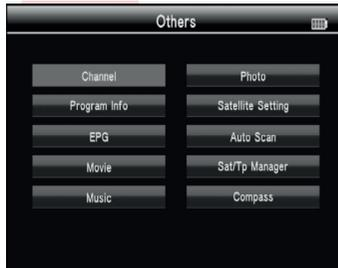 Others
Channel
Photo
Program Info
Satellite Setting
EPG
Auto Scan
Movie
Sat/Tp Manager
Music
Compass